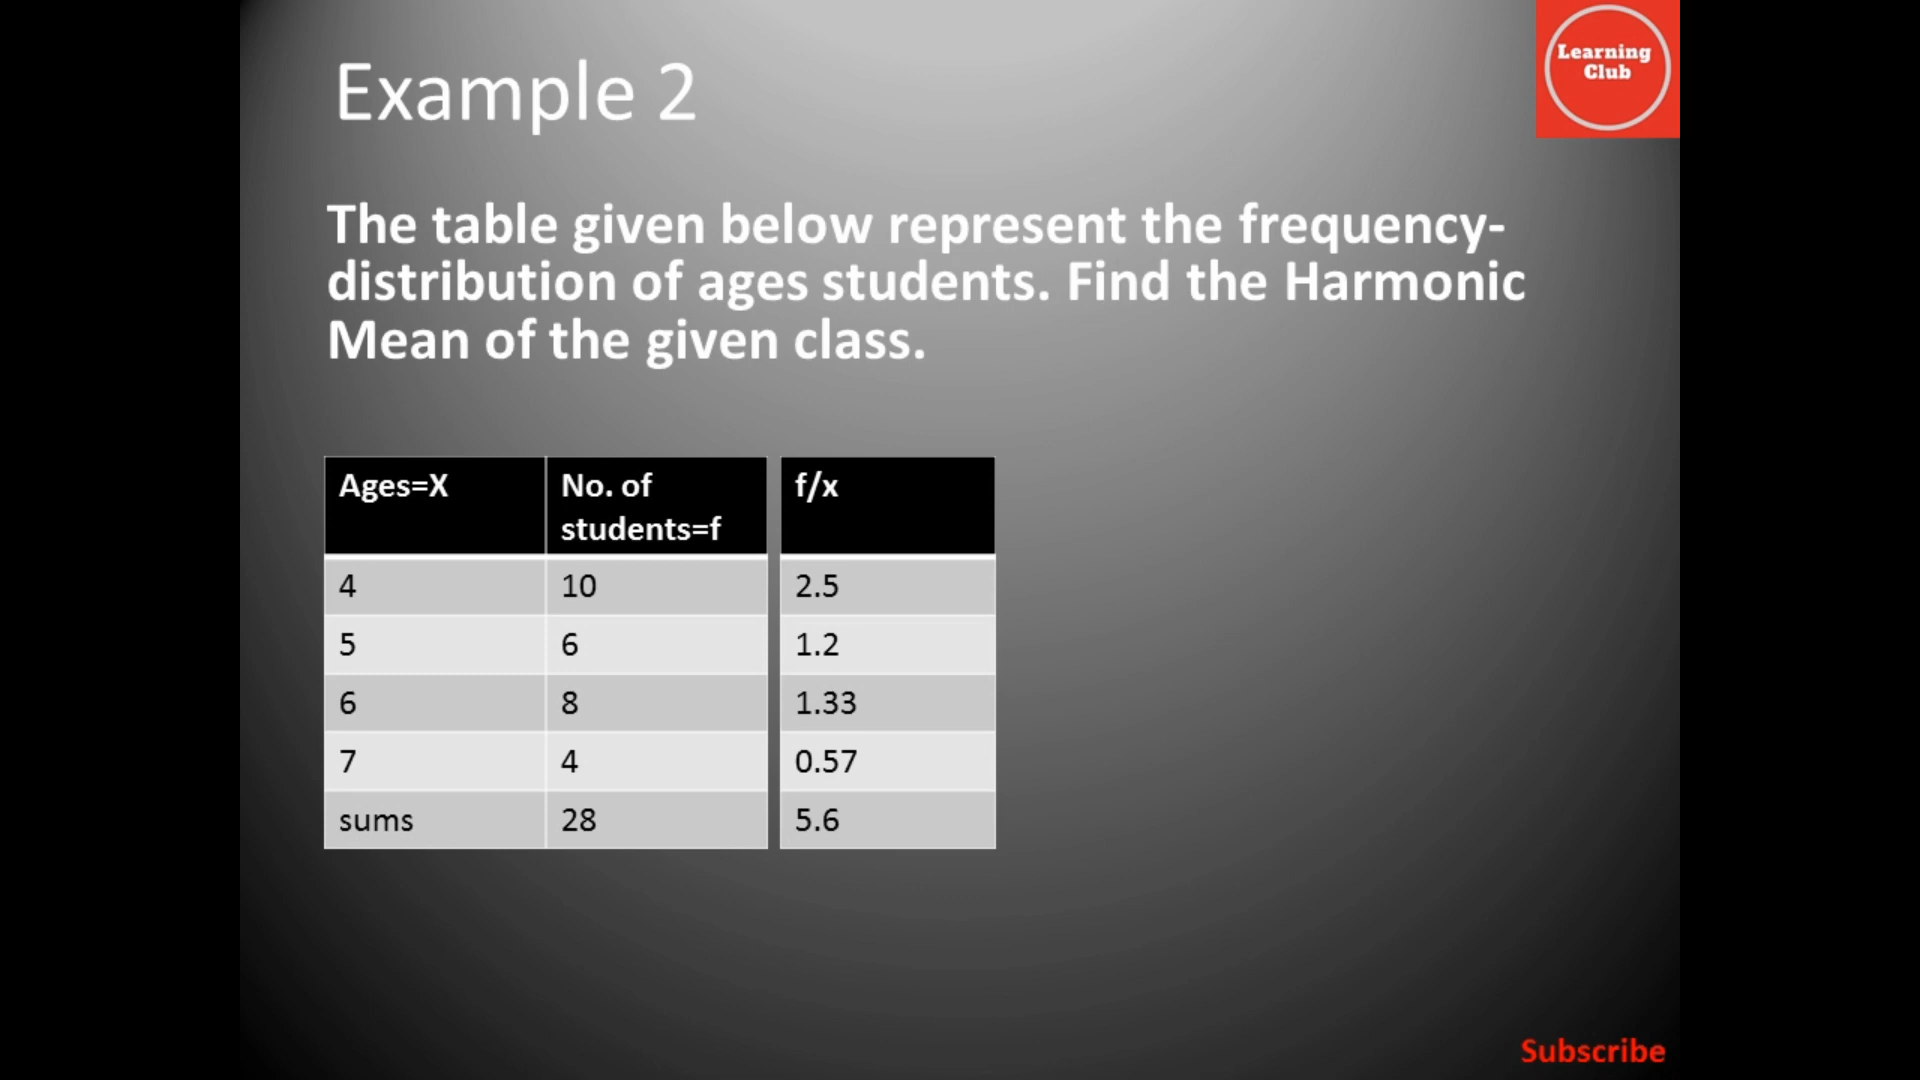 Example 2
Learning
Club
The table given below represent the frequency-
distribution of ages students. Find the Harmonic
Mean of the given class.
Ages=X No. of students=f f/x
4 10 2.5
5 6 1.2
6 8 1.33
7 4 0.57
sums 28 5.6
Subscribe